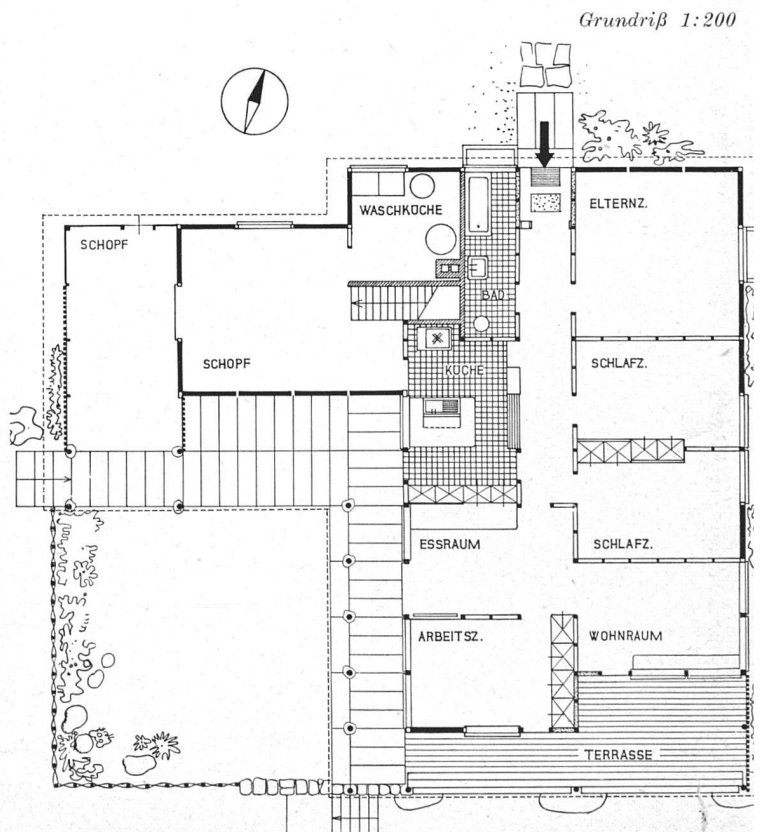 Grundriß 1:200
WASCHKÜCHE
ELTERNZ.
SCHOPF
BAD
SCHOPF
SCHLAFZ.
KÜCHE
ESSRAUM
SCHLAFZ.
ARBEITSZ.
WOHNRAUM
TERRASSE